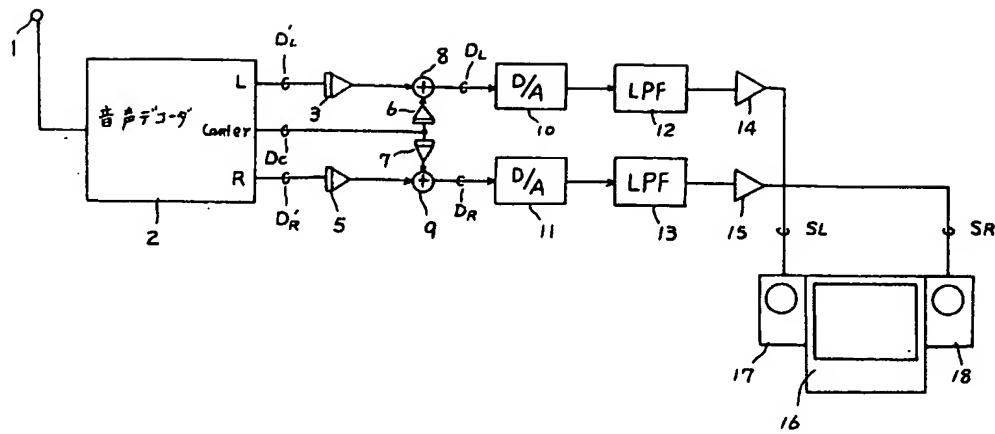 1
D'L
DL
8
L
3
6
D/A
10
LPF
12
14
音声デコーダ
Center
7
Dc
R
D'R
5
9
DR
D/A
11
LPF
13
15
2
SL
SR
17
16
18